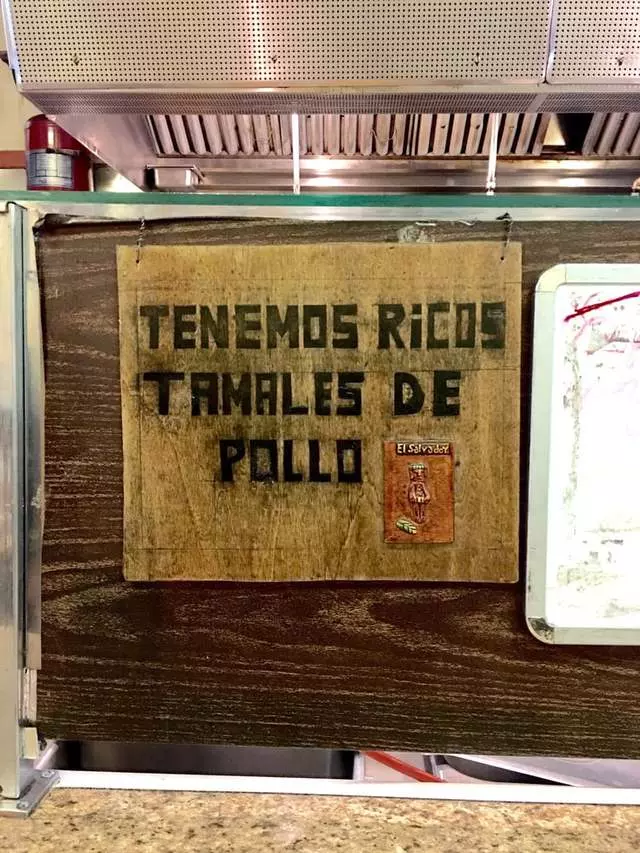 TENEMOS RiCOS
TAMALES DE
POLLO
El Salvador